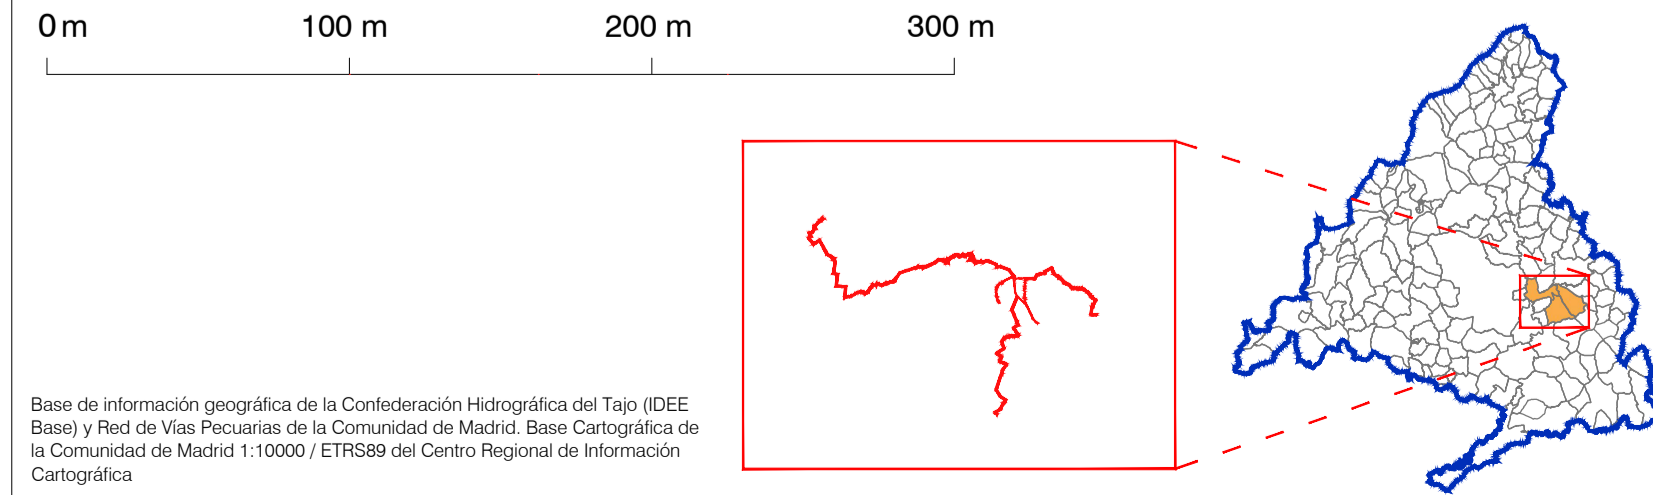 0 m 100 m 200 m 300 m
Base de información geográfica de la Confederación Hidrográfica del Tajo (IDEE
Base) y Red de Vías Pecuarias de la Comunidad de Madrid. Base Cartográfica de
la Comunidad de Madrid 1:10000 / ETRS89 del Centro Regional de Información
Cartográfica